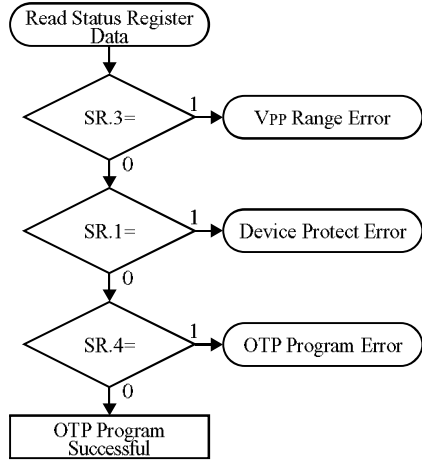 Read Status Register
Data
SR.3=
1
VPP Range Error
0
SR.1=
1
Device Protect Error
0
SR.4=
1
OTP Program Error
0
OTP Program
Successful